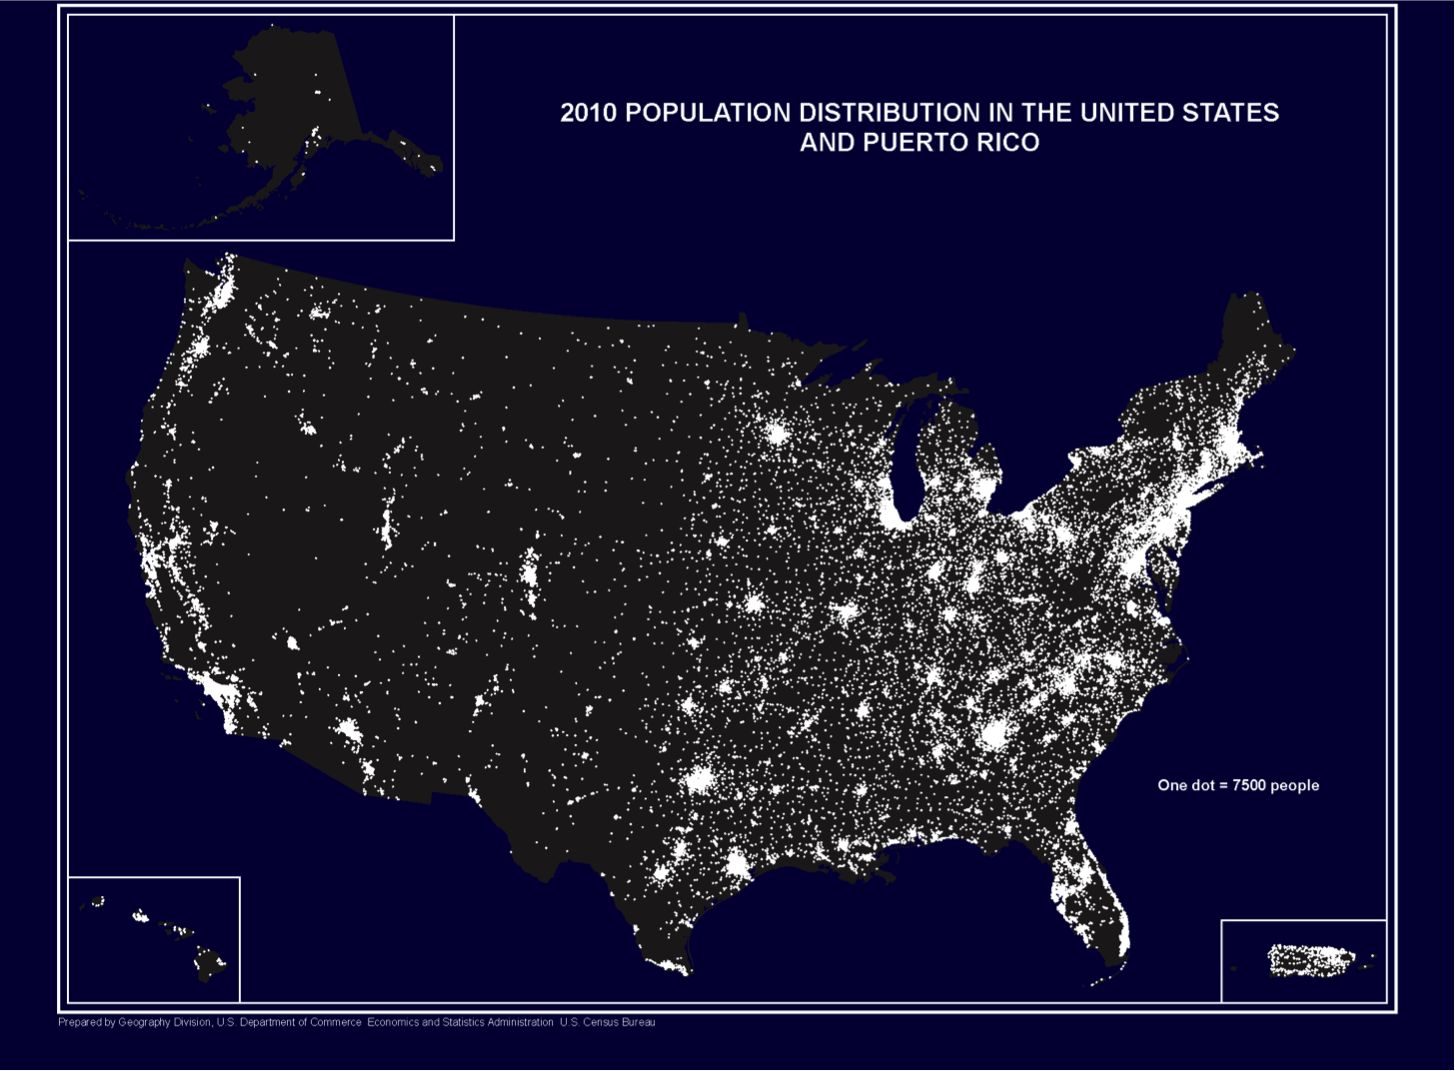 2010 POPULATION DISTRIBUTION IN THE UNITED STATES
AND PUERTO RICO
One dot = 7500 people
Prepared by Geography Division, U.S. Department of Commerce  Economics and Statistics Administration  U.S. Census Bureau